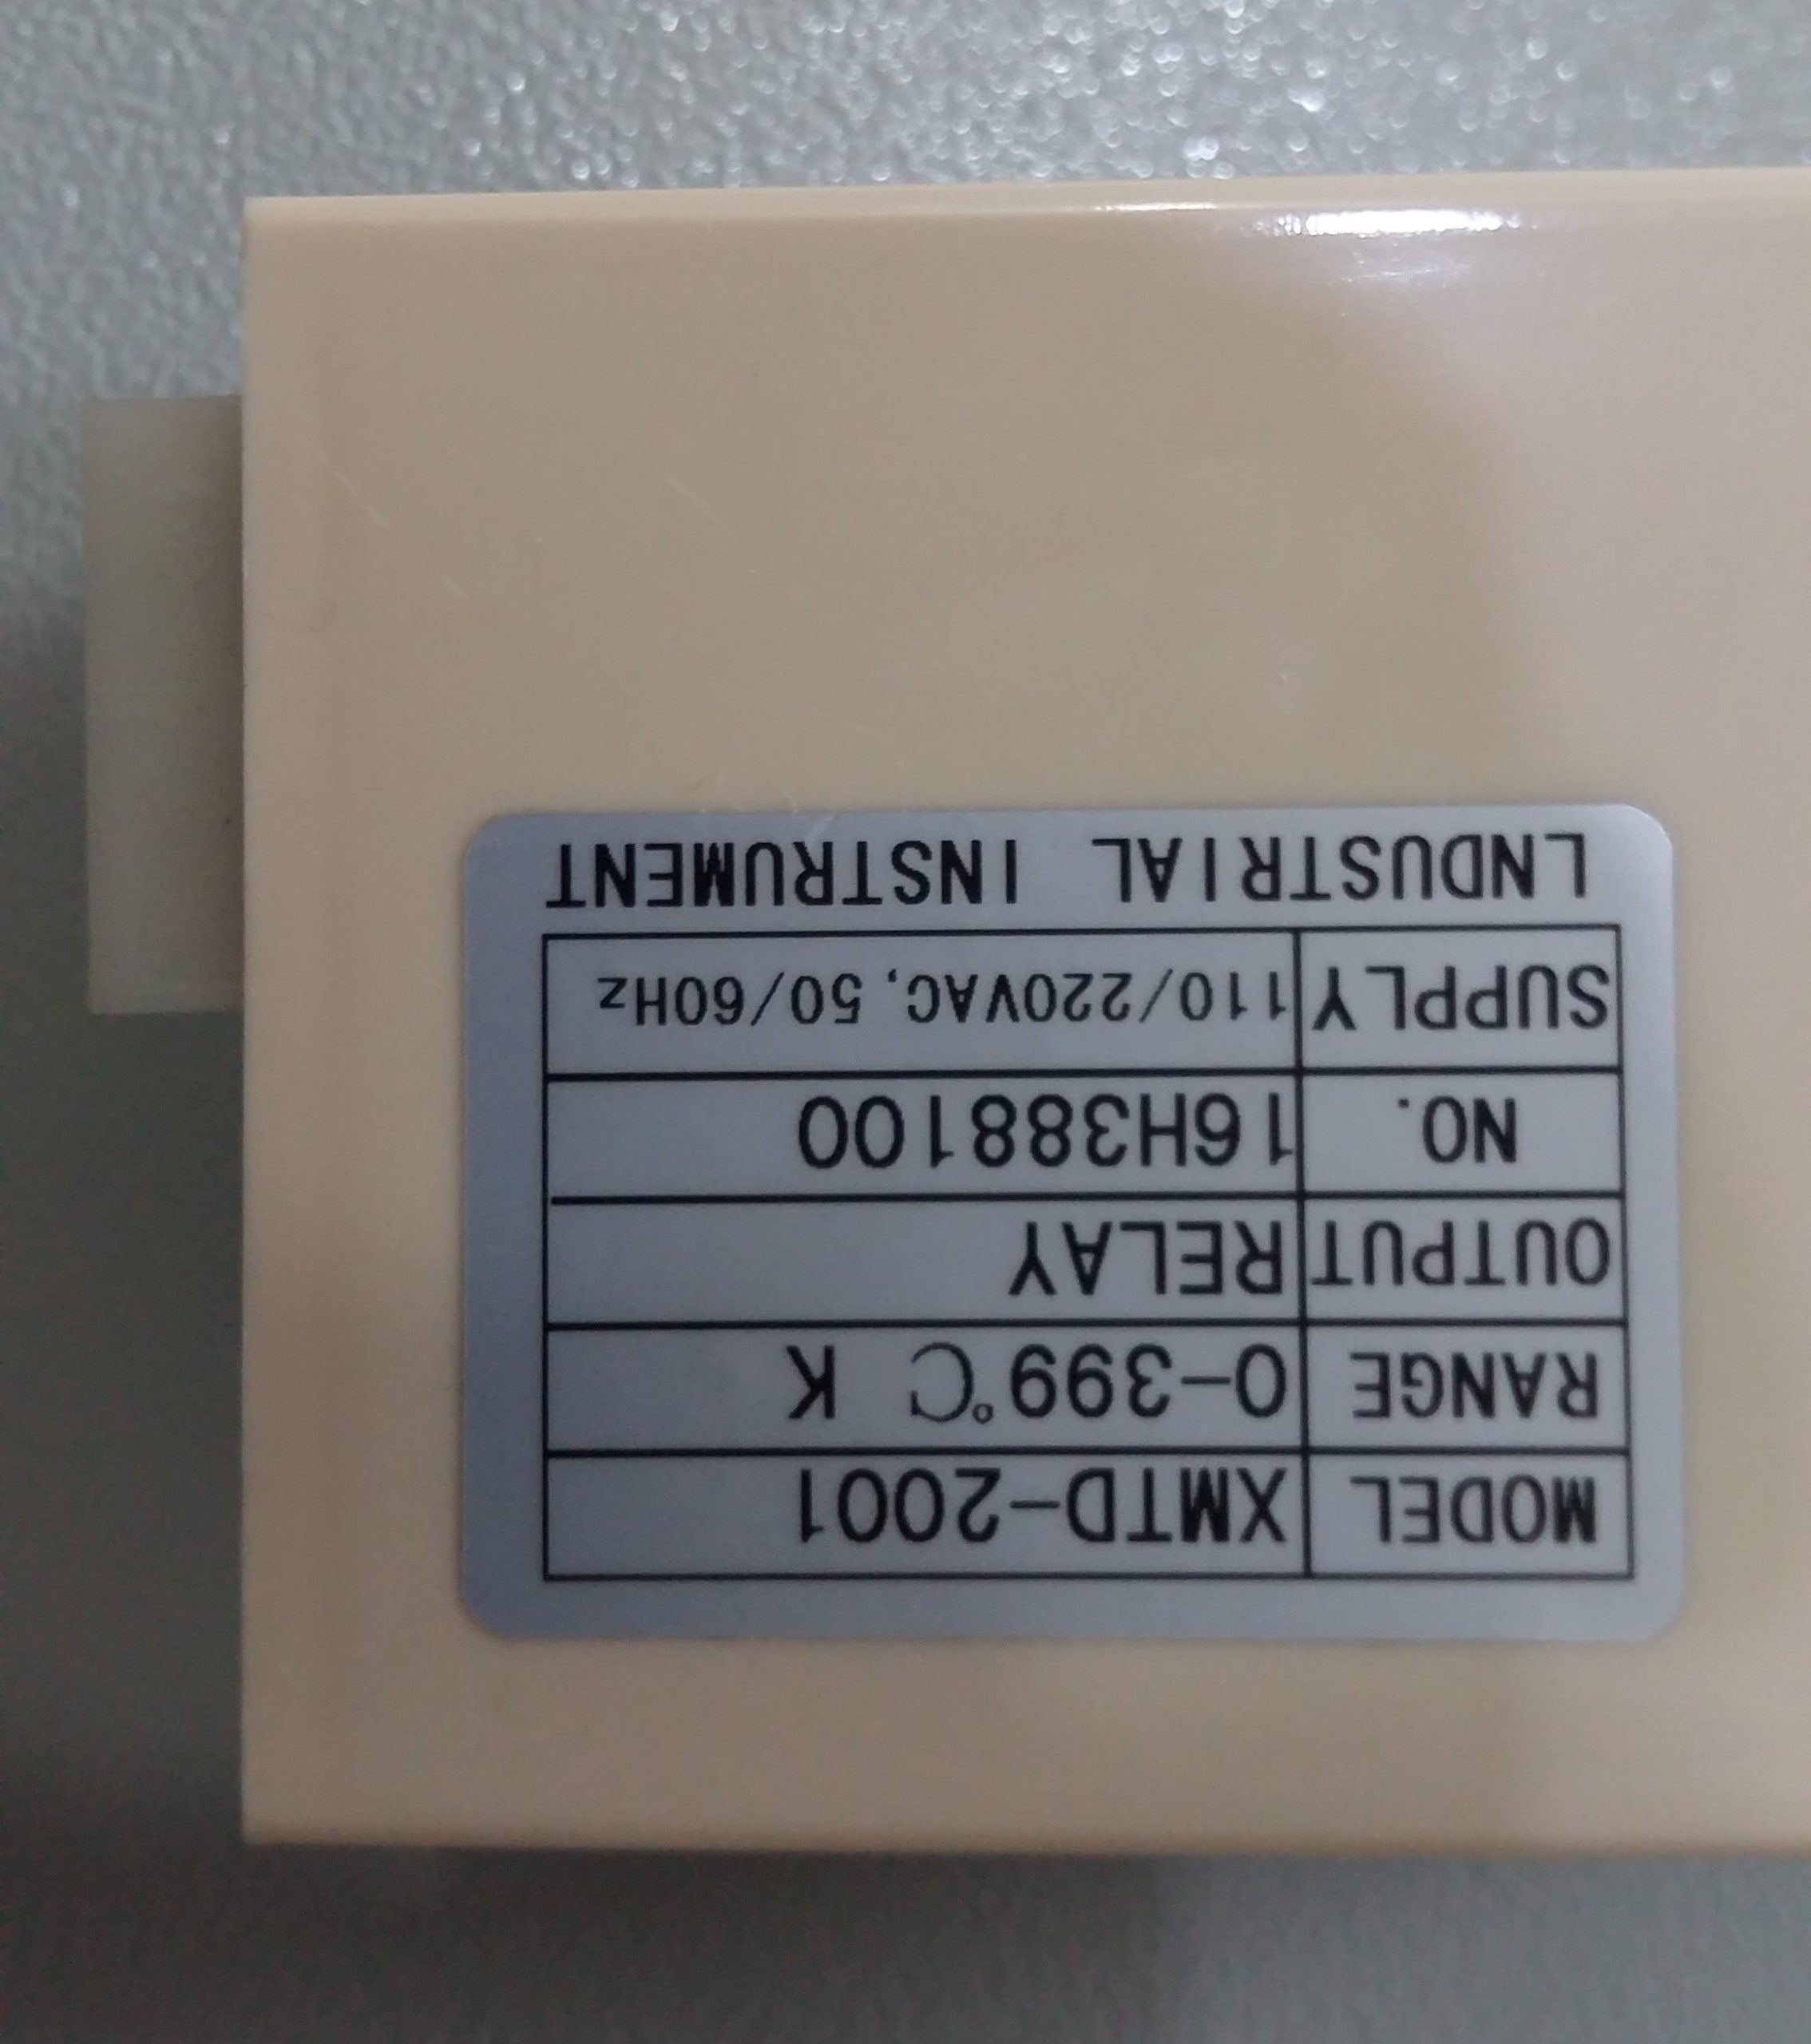 MODEL XMTD-2001
RANGE 0-399℃ K
OUTPUT RELAY
NO. 16H388100
SUPPLY 110/220VAC, 50/60Hz
LNDUSTRIAL INSTRUMENT